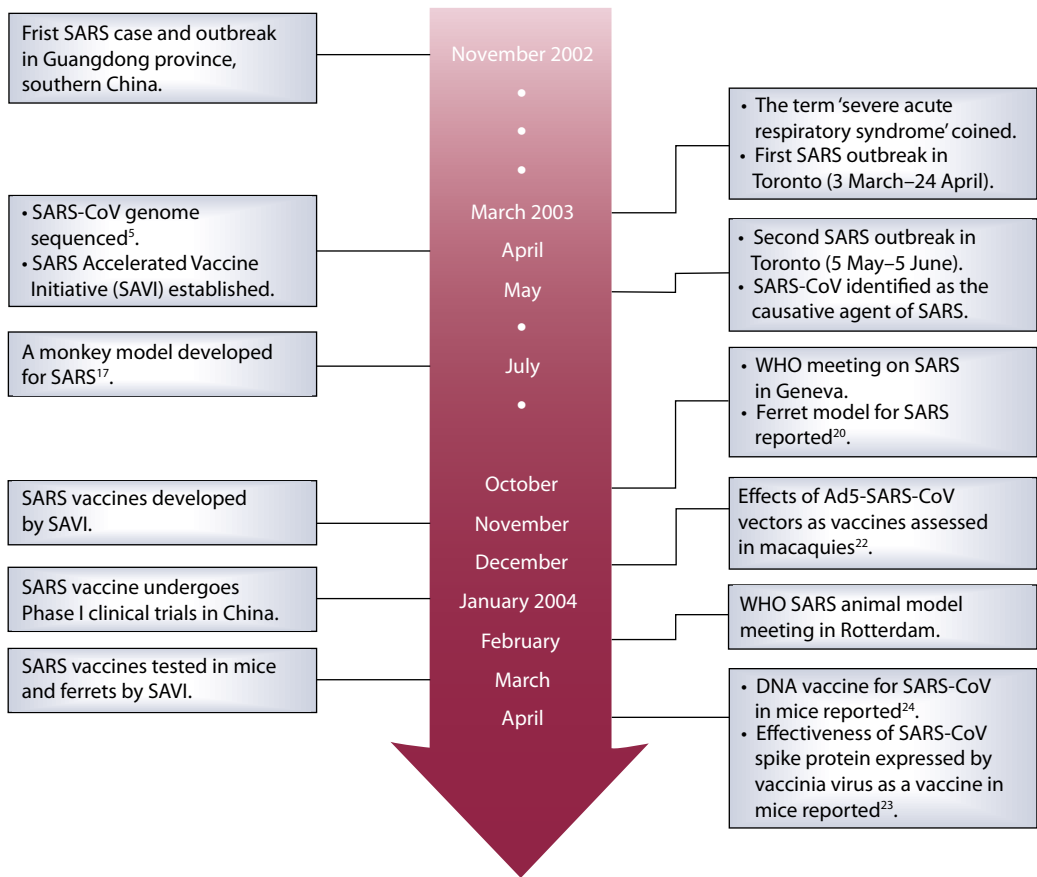 Frist SARS case and outbreak
in Guangdong province,
southern China.
November 2002
• The term ‘severe acute
respiratory syndrome’ coined.
• First SARS outbreak in
Toronto (3 March–24 April).
March 2003
• SARS-CoV genome
sequenced⁵.
• SARS Accelerated Vaccine
Initiative (SAVI) established.
April
• Second SARS outbreak in
Toronto (5 May–5 June).
• SARS-CoV identified as the
causative agent of SARS.
May
A monkey model developed
for SARS¹⁷.
July
• WHO meeting on SARS
in Geneva.
• Ferret model for SARS
reported²⁰.
October
SARS vaccines developed
by SAVI.
November
Effects of Ad5-SARS-CoV
vectors as vaccines assessed
in macaquies²².
December
SARS vaccine undergoes
Phase I clinical trials in China.
January 2004
WHO SARS animal model
meeting in Rotterdam.
February
SARS vaccines tested in mice
and ferrets by SAVI.
March
• DNA vaccine for SARS-CoV
in mice reported²⁴.
• Effectiveness of SARS-CoV
spike protein expressed by
vaccinia virus as a vaccine in
mice reported²³.
April